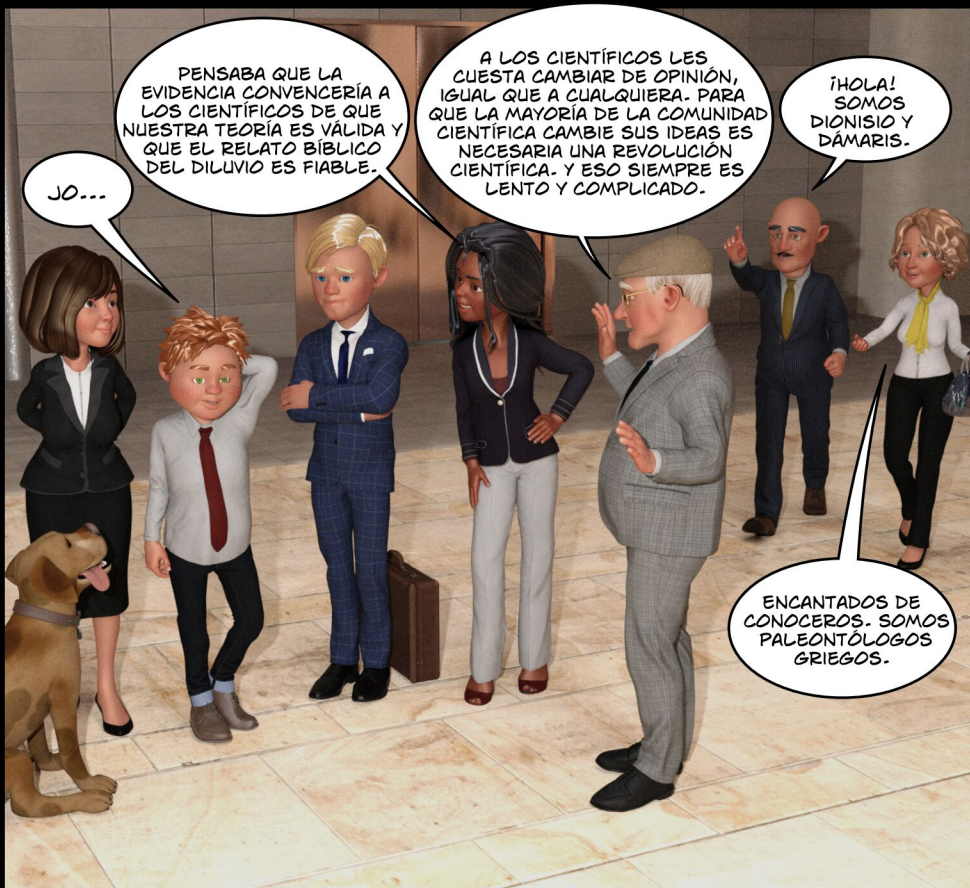 JO...
PENSABA QUE LA
EVIDENCIA CONVENCERÍA A
LOS CIENTÍFICOS DE QUE
NUESTRA TEORÍA ES VÁLIDA Y
QUE EL RELATO BÍBLICO
DEL DILUVIO ES FIABLE.
A LOS CIENTÍFICOS LES
CUESTA CAMBIAR DE OPINIÓN,
IGUAL QUE A CUALQUIERA. PARA
QUE LA MAYORÍA DE LA COMUNIDAD
CIENTÍFICA CAMBIE SUS IDEAS ES
NECESARIA UNA REVOLUCIÓN
CIENTÍFICA. Y ESO SIEMPRE ES
LENTO Y COMPLICADO.
¡HOLA!
SOMOS
DIONISIO Y
DÁMARIS.
ENCANTADOS DE
CONOCEROS. SOMOS
PALEONTÓLOGOS
GRIEGOS.